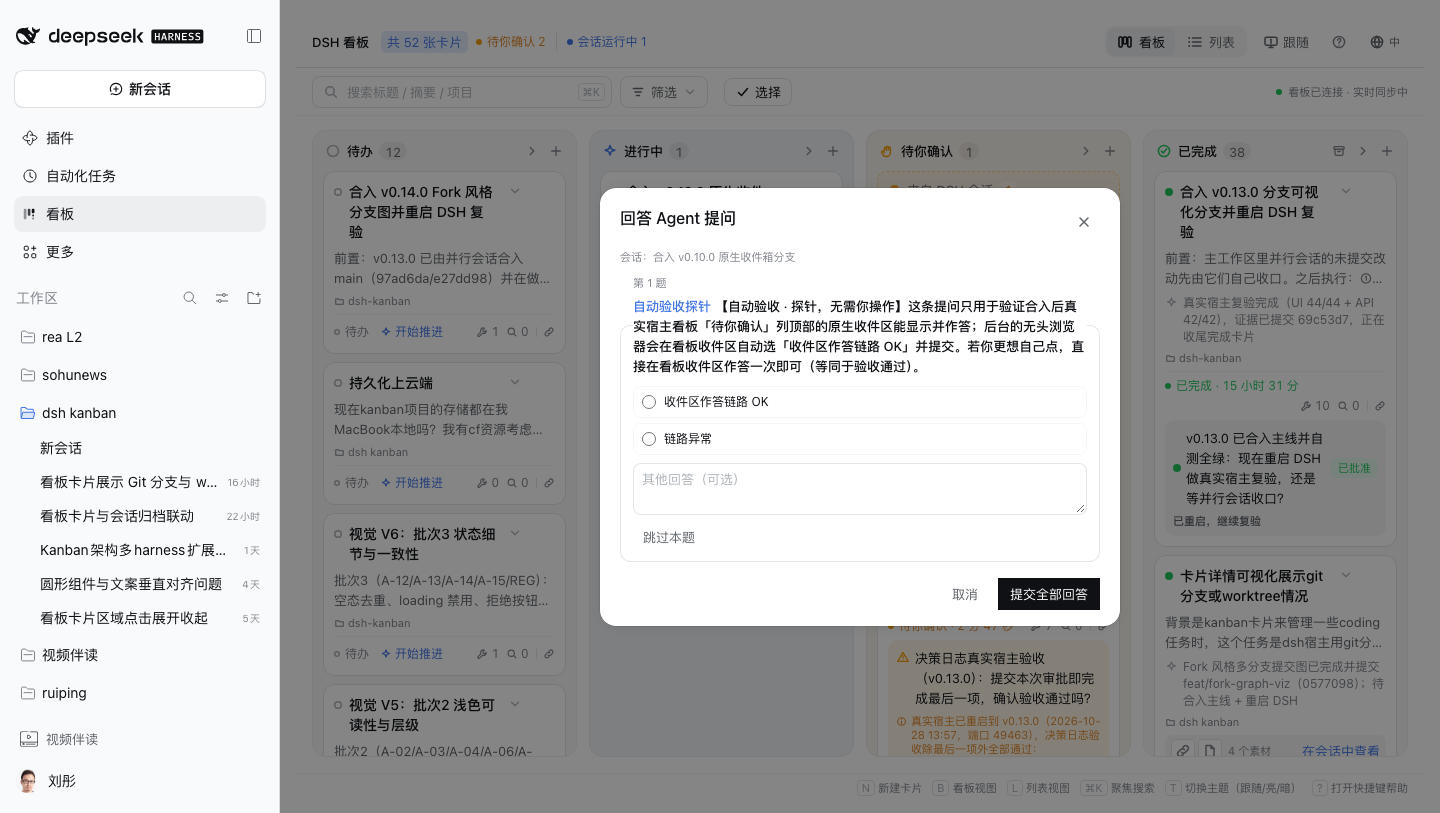 deepseek HARNESS
新会话
插件
自动化任务
看板
更多
工作区
rea L2
sohunews
dsh kanban
新会话
看板卡片展示 Git 分支与 w... 16小时
看板卡片与会话归档联动 22小时
Kanban架构多harness扩展... 1天
圆形组件与文案垂直对齐问题 4天
看板卡片区域点击展开收起 5天
视频伴读
ruiping
视频伴读
刘彤
DSH 看板 共 52 张卡片 待你确认 2 会话运行中 1
看板 列表 跟随 中
搜索标题 / 摘要 / 项目 ⌘K 筛选 选择
看板已连接 · 实时同步中
待办 12
合入 v0.14.0 Fork 风格
分支图并重启 DSH 复
验
前置：v0.13.0 已由并行会话合入
main（97ad6da/e27dd98）并在做...
dsh-kanban
待办 开始推进 1 0
持久化上云端
现在kanban项目的存储都在我
MacBook本地吗？我有cf资源考虑...
dsh kanban
待办 开始推进 0 0
视觉 V6：批次3 状态细
节与一致性
批次3（A-12/A-13/A-14/A-15/REG）：
空态去重、loading 禁用、拒绝按钮...
dsh-kanban
待办 开始推进 1 0
视觉 V5：批次2 浅色可
读性与层级
批次2（A-02/A-03/A-04/A-06/A-
进行中 1
待你确认 1
回答 Agent 提问
会话：合入 v0.10.0 原生收件箱分支
第 1 题
自动验收探针 【自动验收 · 探针，无需你操作】这条提问只用于验证合入后真
实宿主看板「待你确认」列顶部的原生收件区能显示并作答；后台的无头浏览
器会在看板收件区自动选「收件区作答链路 OK」并提交。若你更想自己点，直
接在看板收件区作答一次即可（等同于验收通过）。
收件区作答链路 OK
链路异常
其他回答（可选）
跳过本题
取消 提交全部回答
决策日志真实宿主验收
（v0.13.0）：提交本次审批即完
成最后一项，确认验收通过吗？
真实宿主已重启到 v0.13.0（2026-10-
28 13:57，端口 49463），决策日志验
收除最后一项外全部通过：
已完成 38
合入 v0.13.0 分支可视
化分支并重启 DSH 复
验
前置：主工作区里并行会话的未提交改
动先由它们自己收口。之后执行：①...
真实宿主复验完成（UI 44/44 + API
42/42），证据已提交 69c53d7，正在
收尾完成卡片
dsh-kanban
已完成 · 15 小时 31 分
10 0
v0.13.0 已合入主线并自
测全绿：现在重启 DSH
做真实宿主复验，还是
等并行会话收口？
已批准
已重启，继续复验
卡片详情可视化展示git
分支或worktree情况
背景是kanban卡片来管理一些coding
任务时，这个任务是dsh宿主用git分...
Fork 风格多分支提交图已完成并提交
feat/fork-graph-viz（0577098）；待
合入主线 + 重启 DSH
dsh kanban
4 个素材 在会话中查看
N 新建卡片 B 看板视图 L 列表视图 ⌘K 聚焦搜索 T 切换主题（跟随/亮/暗） ? 打开快捷键帮助